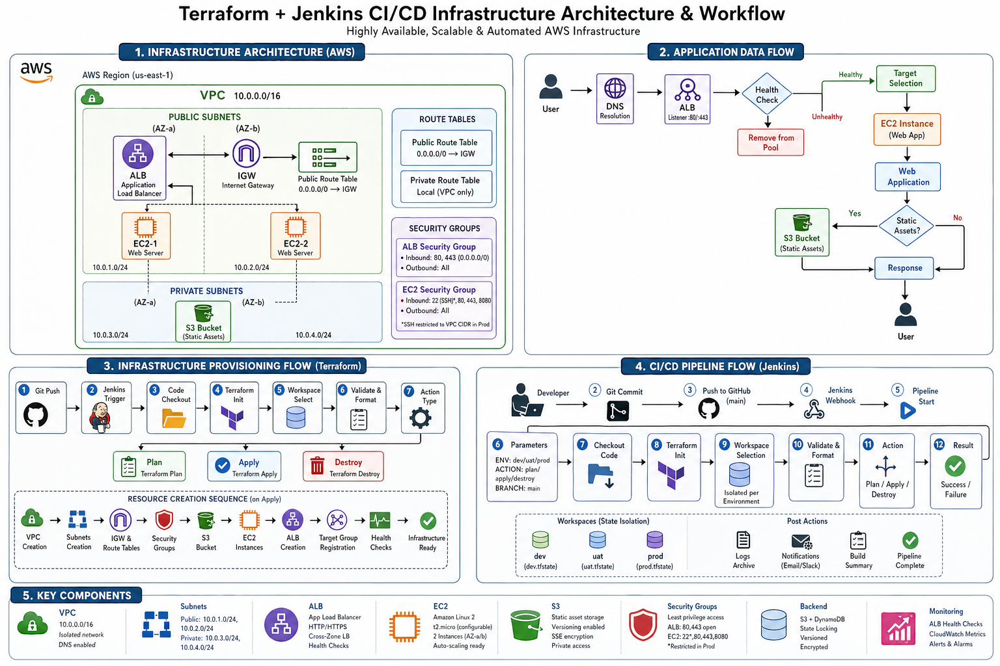 Terraform + Jenkins CI/CD Infrastructure Architecture & Workflow
Highly Available, Scalable & Automated AWS Infrastructure
1. INFRASTRUCTURE ARCHITECTURE (AWS)
aws
AWS Region (us-east-1)
VPC 10.0.0.0/16
PUBLIC SUBNETS
(AZ-a)
(AZ-b)
ALB
Application
Load Balancer
IGW
Internet Gateway
Public Route Table
0.0.0.0/0 → IGW
EC2-1
Web Server
EC2-2
Web Server
10.0.1.0/24
10.0.2.0/24
PRIVATE SUBNETS
(AZ-a)
(AZ-b)
S3 Bucket
(Static Assets)
10.0.3.0/24
10.0.4.0/24
ROUTE TABLES
Public Route Table
0.0.0.0/0 → IGW
Private Route Table
Local (VPC only)
SECURITY GROUPS
ALB Security Group
• Inbound: 80, 443 (0.0.0.0/0)
• Outbound: All
EC2 Security Group
• Inbound: 22 (SSH)*, 80, 443, 8080
• Outbound: All
*SSH restricted to VPC CIDR in Prod
2. APPLICATION DATA FLOW
User
DNS
Resolution
ALB
Listener :80/:443
Health
Check
Healthy
Unhealthy
Remove from
Pool
Target
Selection
EC2 Instance
(Web App)
Web
Application
Static
Assets?
Yes
No
S3 Bucket
(Static Assets)
Response
User
3. INFRASTRUCTURE PROVISIONING FLOW (Terraform)
1 Git Push
2 Jenkins
Trigger
3 Code
Checkout
4 Terraform
Init
5 Workspace
Select
6 Validate &
Format
7 Action
Type
Plan
Terraform Plan
Apply
Terraform Apply
Destroy
Terraform Destroy
RESOURCE CREATION SEQUENCE (on Apply)
VPC
Creation
Subnets
Creation
IGW &
Route Tables
Security
Groups
S3
Bucket
EC2
Instances
ALB
Creation
Target Group
Registration
Health
Checks
Infrastructure
Ready
4. CI/CD PIPELINE FLOW (Jenkins)
Developer
2 Git Commit
3 Push to GitHub
(main)
4 Jenkins
Webhook
5 Pipeline
Start
6 Parameters
ENV: dev/uat/prod
ACTION: plan/
apply/destroy
BRANCH: main
7 Checkout
Code
8 Terraform
Init
9 Workspace
Selection
Isolated per
Environment
10 Validate &
Format
11 Action
Plan / Apply /
Destroy
12 Result
Success /
Failure
Workspaces (State Isolation)
dev
(dev.tfstate)
uat
(uat.tfstate)
prod
(prod.tfstate)
Post Actions
Logs
Archive
Notifications
(Email/Slack)
Build
Summary
Pipeline
Complete
5. KEY COMPONENTS
VPC
10.0.0.0/16
Isolated network
DNS enabled
Subnets
Public: 10.0.1.0/24,
10.0.2.0/24
Private: 10.0.3.0/24,
10.0.4.0/24
ALB
App Load Balancer
HTTP/HTTPS
Cross-Zone LB
Health Checks
EC2
Amazon Linux 2
t2.micro (configurable)
2 Instances (AZ-a/b)
Auto-scaling ready
S3
Static asset storage
Versioning enabled
SSE encryption
Private access
Security Groups
Least privilege access
ALB: 80,443 open
EC2: 22*,80,443,8080
*Restricted in Prod
Backend
S3 + DynamoDB
State Locking
Versioned
Encrypted
Monitoring
ALB Health Checks
CloudWatch Metrics
Alerts & Alarms